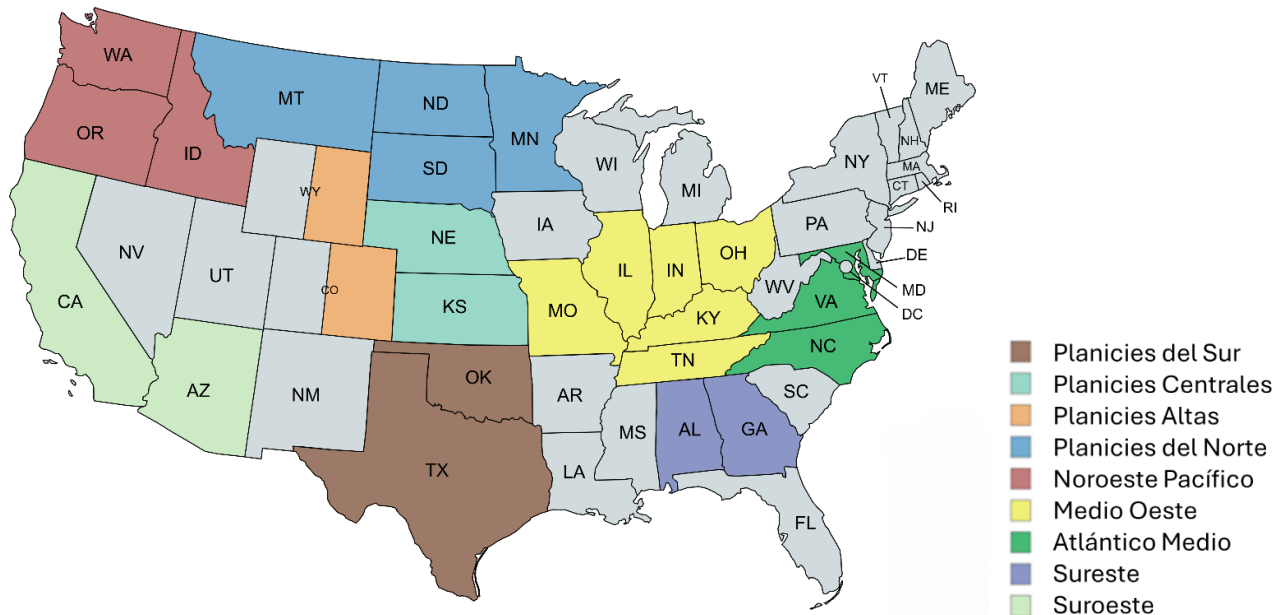 WA
MT
ND
MN
OR
ID
SD
WY
WI
MI
NY
VT
NH
ME
MA
CT
RI
NJ
PA
DE
MD
DC
NV
UT
CO
NE
IA
KS
CA
IL
IN
OH
MO
KY
WV
VA
TN
NC
AZ
NM
OK
AR
SC
TX
MS
AL
GA
LA
FL
Planicies del Sur
Planicies Centrales
Planicies Altas
Planicies del Norte
Noroeste Pacífico
Medio Oeste
Atlántico Medio
Sureste
Suroeste